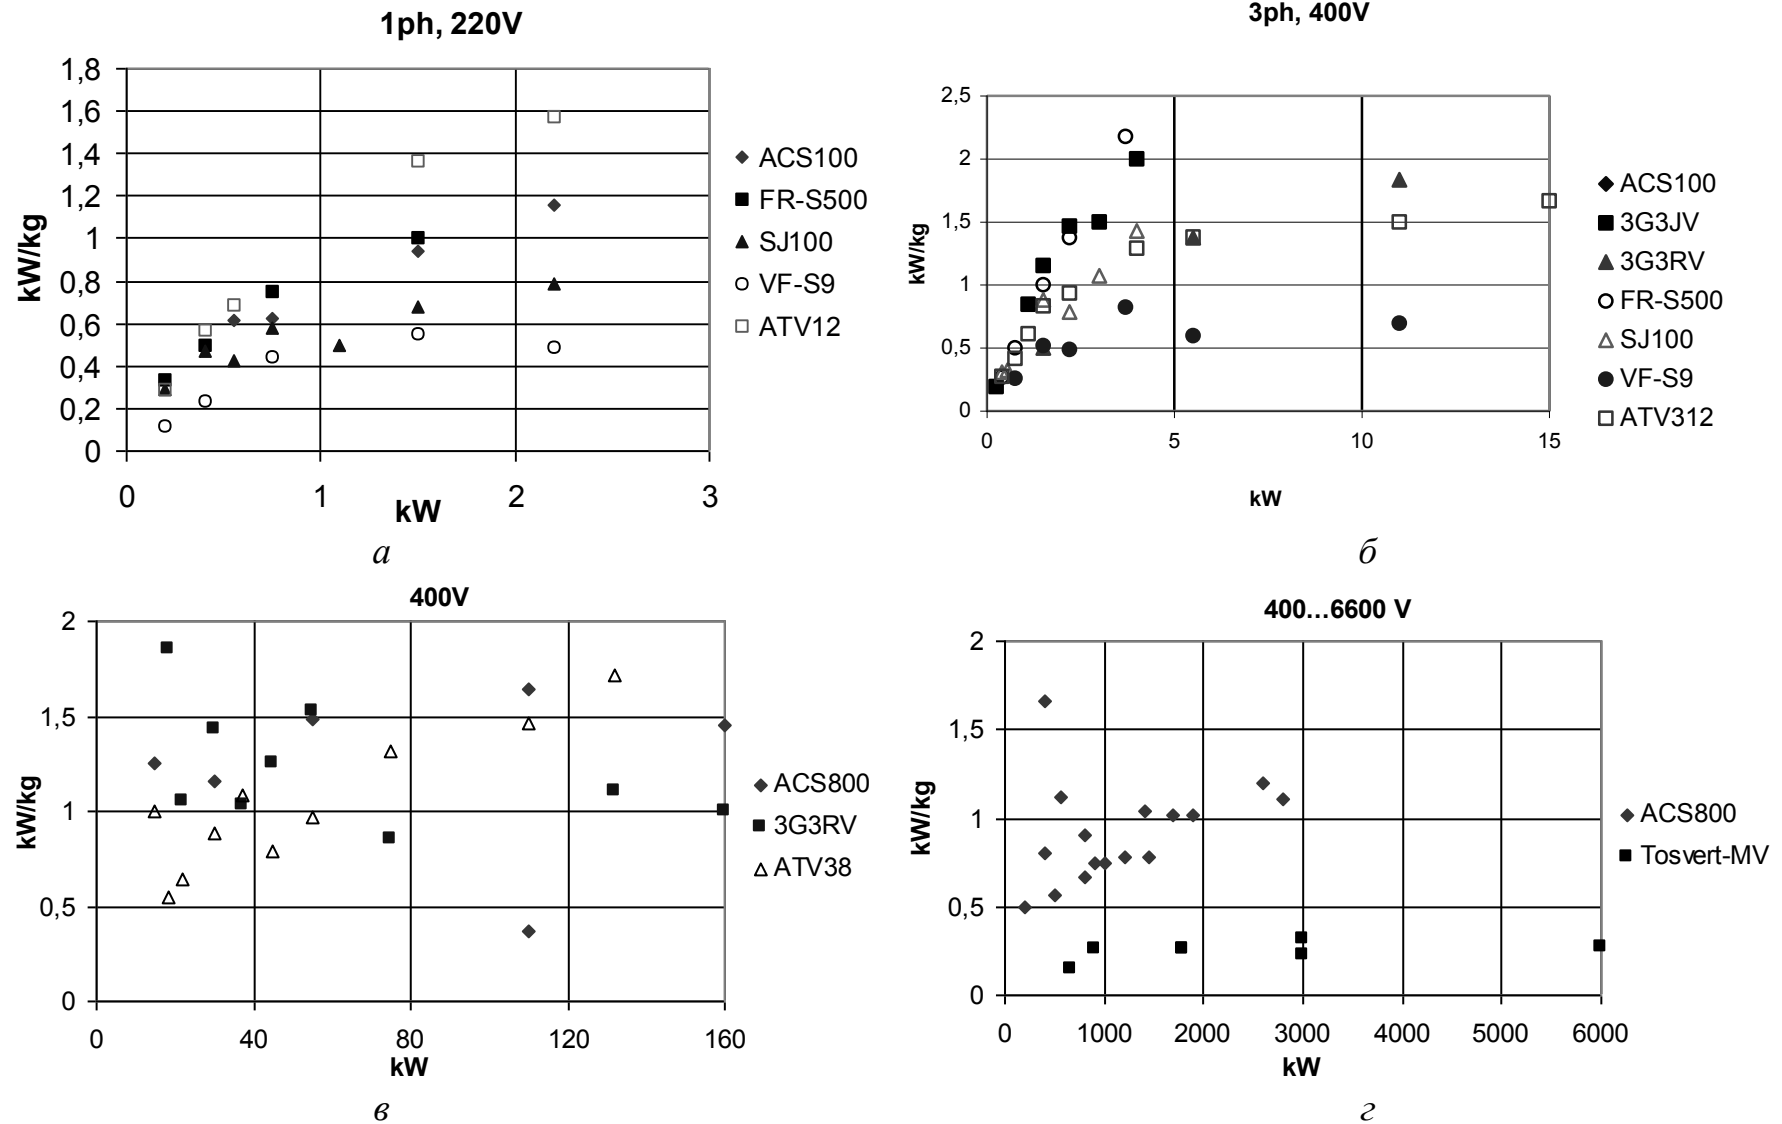 1ph, 220V
1,8
1,6
1,4
1,2
1
0,8
0,6
0,4
0,2
0
kW/kg
0 1 2 3
kW
ACS100
FR-S500
SJ100
VF-S9
ATV12
а
3ph, 400V
2,5
2
1,5
1
0,5
0
kW/kg
0 5 10 15
kW
ACS100
3G3JV
3G3RV
FR-S500
SJ100
VF-S9
ATV312
б
400V
2
1,5
1
0,5
0
kW/kg
0 40 80 120 160
kW
ACS800
3G3RV
ATV38
в
400...6600 V
2
1,5
1
0,5
0
kW/kg
0 1000 2000 3000 4000 5000 6000
kW
ACS800
Tosvert-MV
г